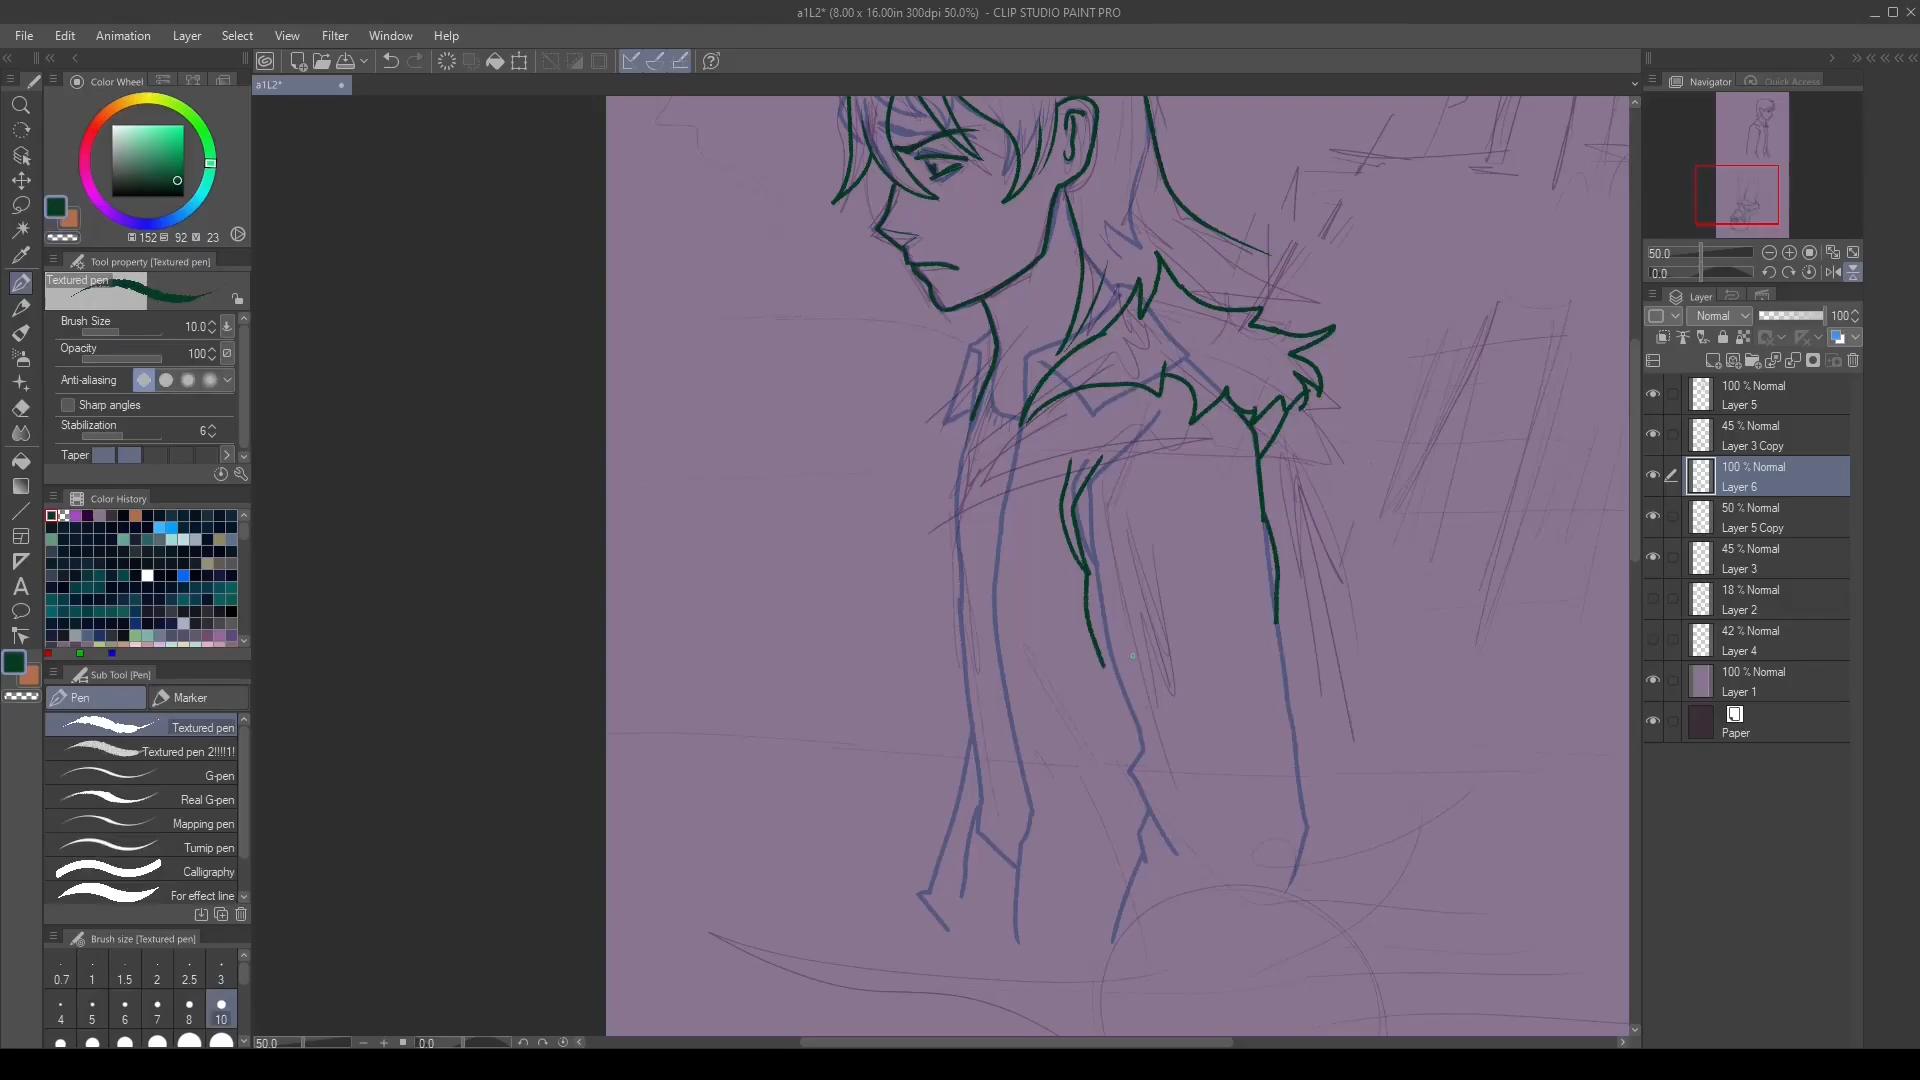 a1L2* (8.00 x 16.00in 300dpi 50.0%) - CLIP STUDIO PAINT PRO
File Edit Animation Layer Select View Filter Window Help
Color Wheel
a1L2*
Navigator Quick Access
152 92 23
Tool property [Textured pen]
Textured pen
Brush Size 10.0
Opacity 100
Anti-aliasing
Sharp angles
Stabilization 6
Taper
Color History
Sub Tool [Pen]
Pen Marker
Textured pen
Textured pen 2!!!!1!
G-pen
Real G-pen
Mapping pen
Turnip pen
Calligraphy
For effect line
Brush size [Textured pen]
0.7 1 1.5 2 2.5 3
4 5 6 7 8 10
50.0 0.0
50.0
0.0
Layer
Normal 100
100 % Normal
Layer 5
45 % Normal
Layer 3 Copy
100 % Normal
Layer 6
50 % Normal
Layer 5 Copy
45 % Normal
Layer 3
18 % Normal
Layer 2
42 % Normal
Layer 4
100 % Normal
Layer 1
Paper